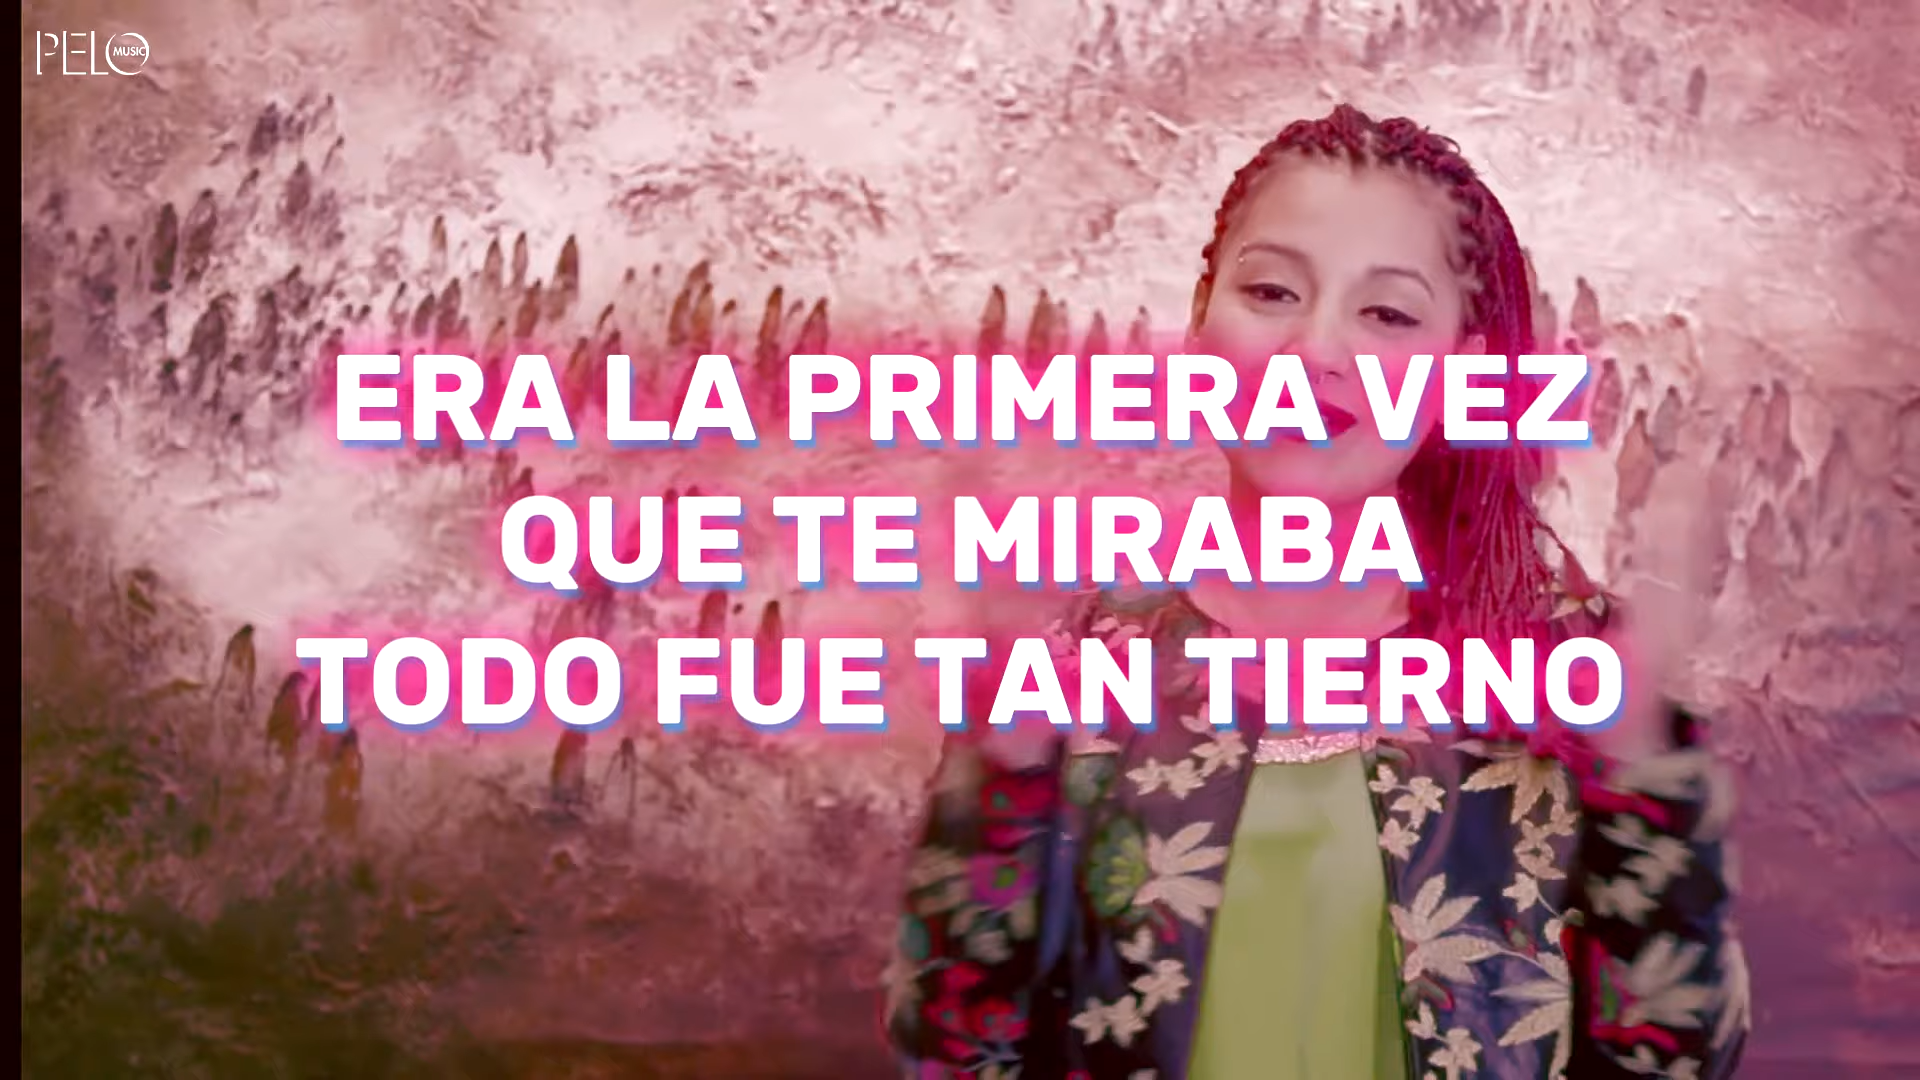 PELO MUSIC
ERA LA PRIMERA VEZ
QUE TE MIRABA
TODO FUE TAN TIERNO